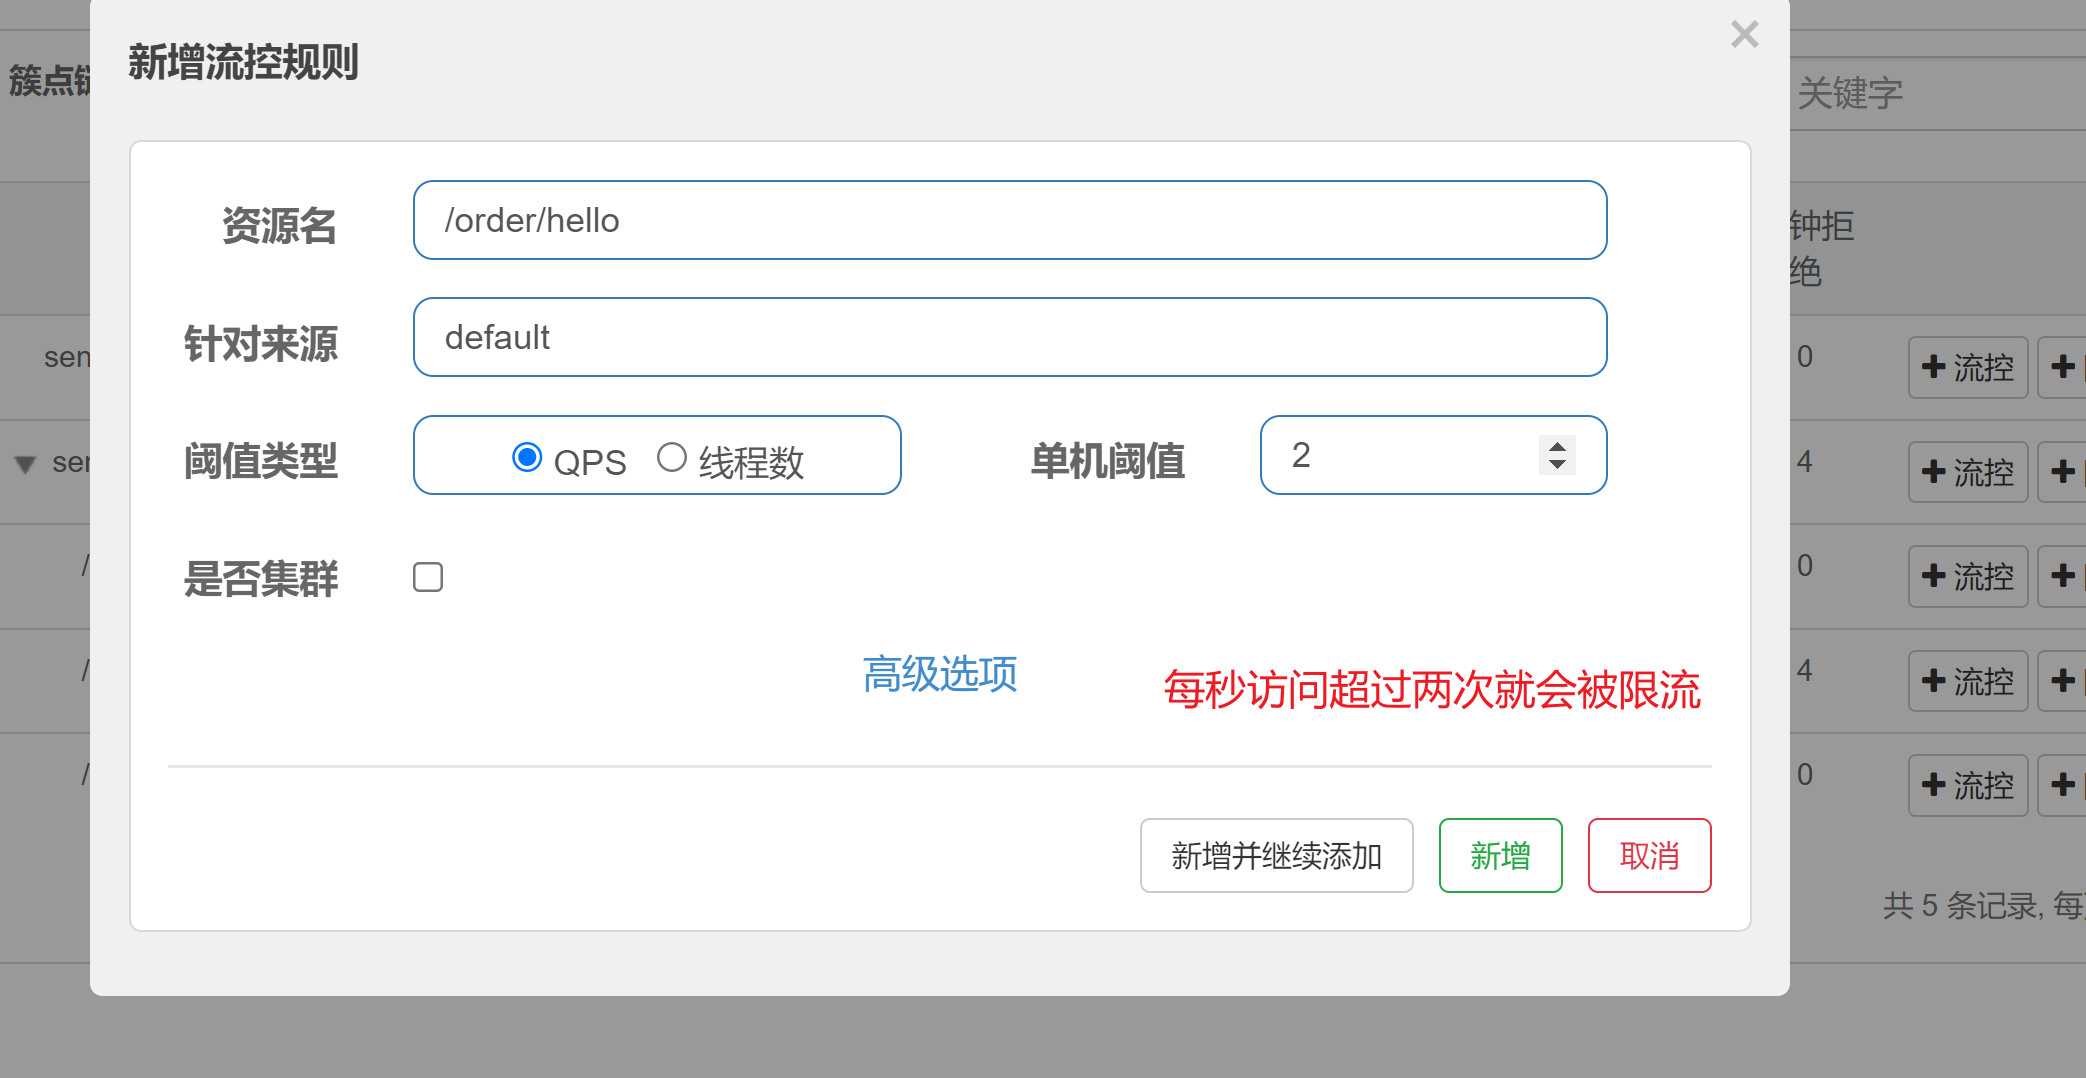 新增流控规则
×
簇点链
关键字
资源名
/order/hello
钟拒
绝
针对来源
default
sen
0
流控
阈值类型
QPS
线程数
单机阈值
2
sen
4
流控
是否集群
/
0
流控
高级选项
每秒访问超过两次就会被限流
/
4
流控
/
0
流控
新增并继续添加
新增
取消
共 5 条记录, 每